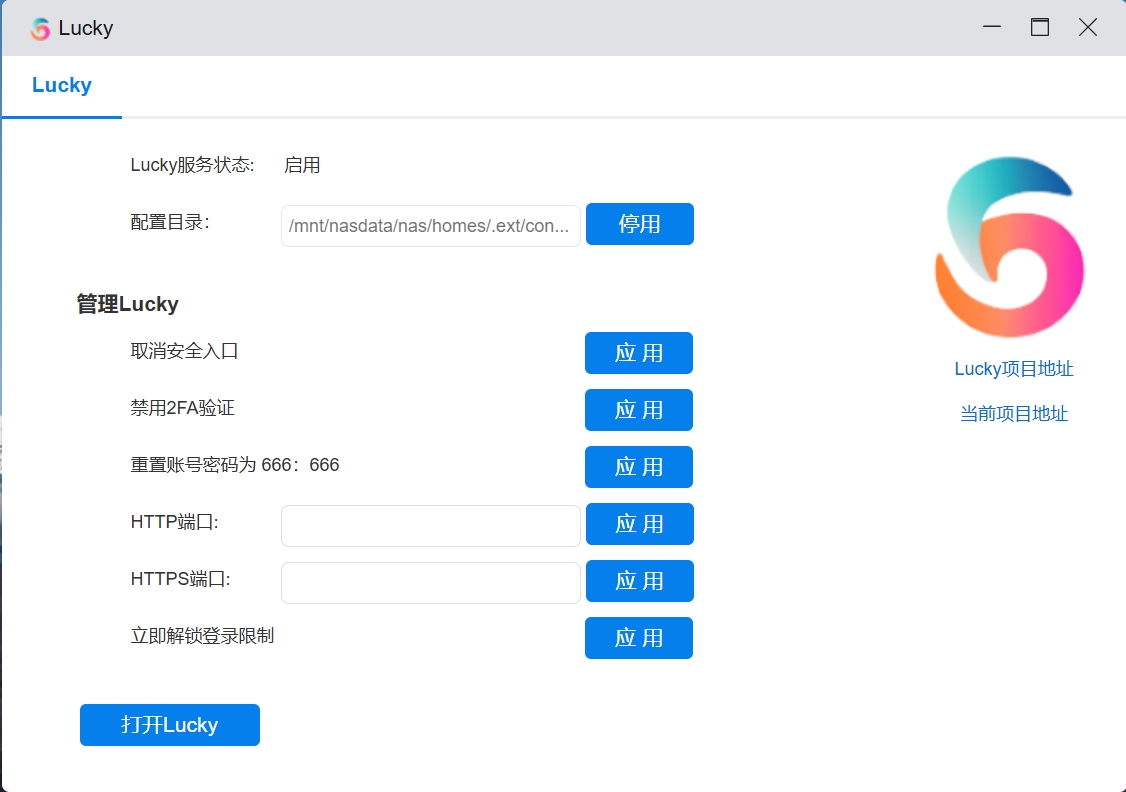 Lucky
Lucky
Lucky服务状态: 启用
配置目录: /mnt/nasdata/nas/homes/.ext/con... 停用
管理Lucky
取消安全入口 应 用
禁用2FA验证 应 用
重置账号密码为 666：666 应 用
HTTP端口: 应 用
HTTPS端口: 应 用
立即解锁登录限制 应 用
打开Lucky
Lucky项目地址
当前项目地址